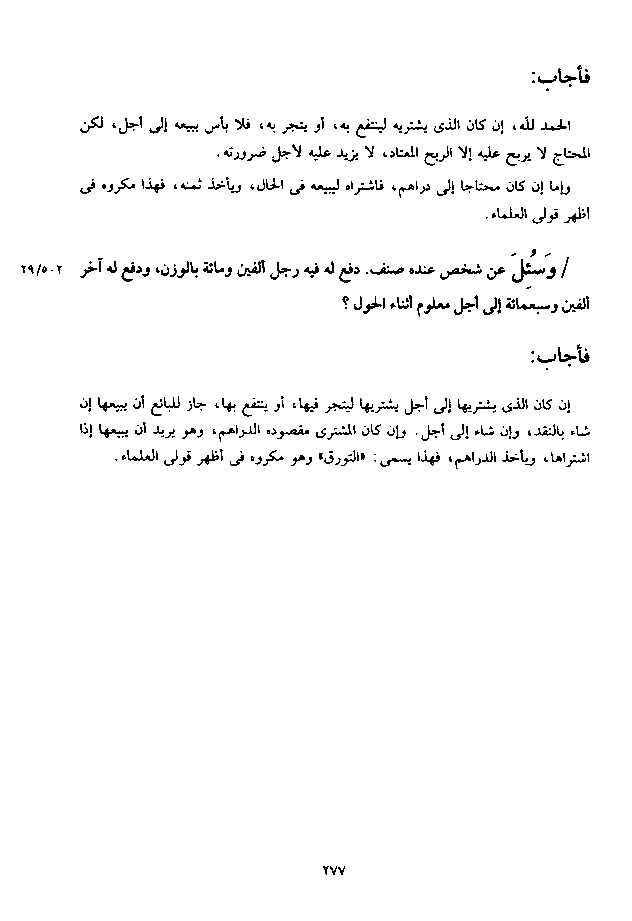 فأجاب:
الحمد لله، إن كان الذى يشتريه لينتفع به، أو يتجر به، فلا بأس ببيعه إلى أجل، لكن
المحتاج لا يربح عليه إلا الربح المعتاد، لا يزيد عليه لأجل ضرورته.
وإما إن كان محتاجا إلى دراهم، فاشتراه ليبيعه فى الحال، ويأخذ ثمنه، فهذا مكروه فى
أظهر قولى العلماء.
/ وَسُئِلَ عن شخص عنده صنف. دفع له فيه رجل ألفين ومائة بالوزن، ودفع له آخر ٢٩/٥٠٢
ألفين وسبعمائة إلى أجل معلوم أثناء الحول ؟
فأجاب:
إن كان الذى يشتريها إلى أجل يشتريها ليتجر فيها، أو ينتفع بها، جاز للبائع أن يبيعها إن
شاء بالنقد، وإن شاء إلى أجل. وإن كان المشترى مقصوده الدراهم، وهو يريد أن يبيعها إذا
اشتراها، ويأخذ الدراهم، فهذا يسمى: «التورق» وهو مكروه فى أظهر قولى العلماء.
٢٧٧